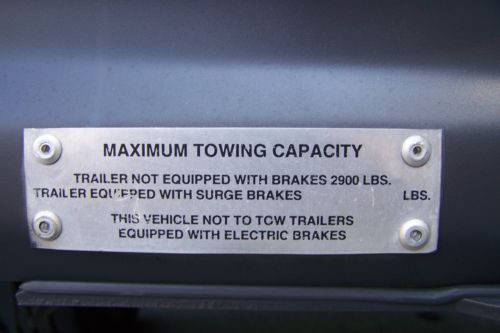 MAXIMUM TOWING CAPACITY
TRAILER NOT EQUIPPED WITH BRAKES 2900 LBS.
TRAILER EQUIPPED WITH SURGE BRAKES LBS.
THIS VEHICLE NOT TO TOW TRAILERS
EQUIPPED WITH ELECTRIC BRAKES